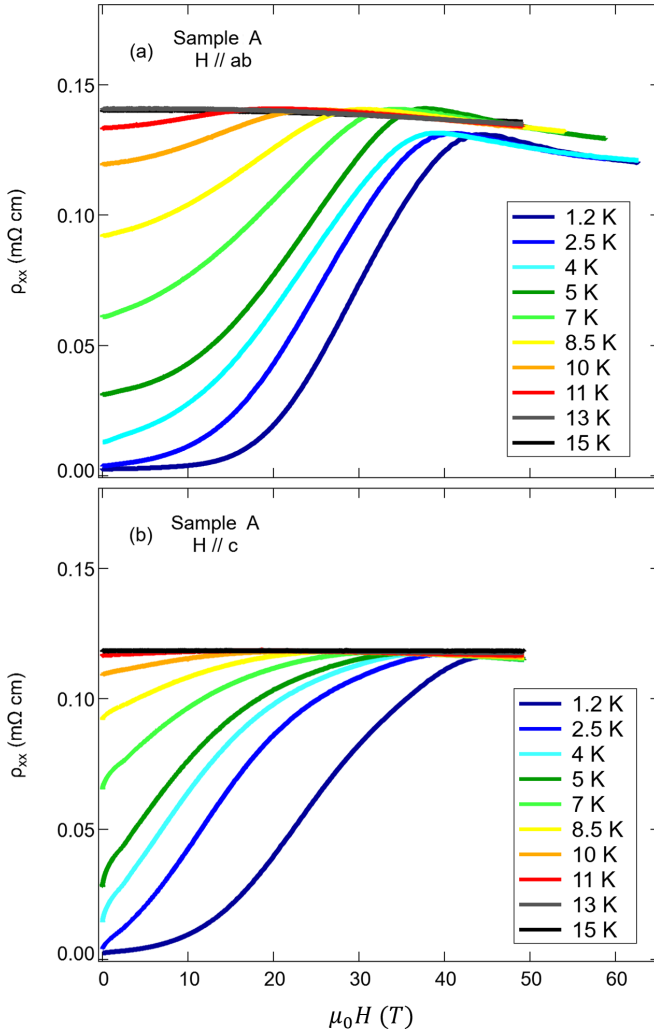 (a)
Sample A
H // ab
0.15
0.10
0.05
0.00
ρxx (mΩ cm)
1.2 K
2.5 K
4 K
5 K
7 K
8.5 K
10 K
11 K
13 K
15 K
(b)
Sample A
H // c
0.15
0.10
0.05
0.00
ρxx (mΩ cm)
1.2 K
2.5 K
4 K
5 K
7 K
8.5 K
10 K
11 K
13 K
15 K
0 10 20 30 40 50 60
μ0H (T)